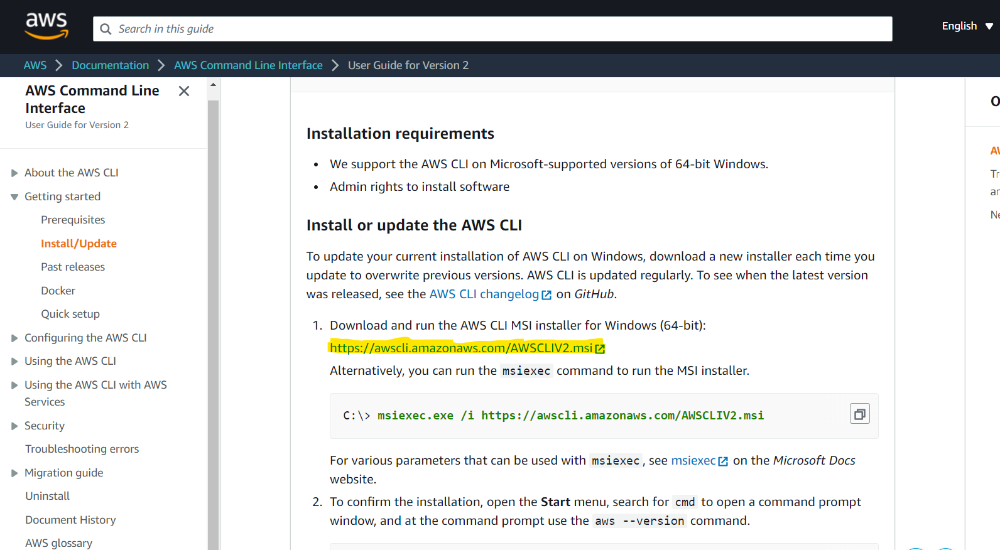 aws
Search in this guide
English
AWS > Documentation > AWS Command Line Interface > User Guide for Version 2
AWS Command Line
Interface
User Guide for Version 2
About the AWS CLI
Getting started
Prerequisites
Install/Update
Past releases
Docker
Quick setup
Configuring the AWS CLI
Using the AWS CLI
Using the AWS CLI with AWS
Services
Security
Troubleshooting errors
Migration guide
Uninstall
Document History
AWS glossary
Installation requirements
• We support the AWS CLI on Microsoft-supported versions of 64-bit Windows.
• Admin rights to install software
Install or update the AWS CLI
To update your current installation of AWS CLI on Windows, download a new installer each time you
update to overwrite previous versions. AWS CLI is updated regularly. To see when the latest version
was released, see the AWS CLI changelog on GitHub.
1. Download and run the AWS CLI MSI installer for Windows (64-bit):
https://awscli.amazonaws.com/AWSCLIV2.msi
Alternatively, you can run the msiexec command to run the MSI installer.
C:\> msiexec.exe /i https://awscli.amazonaws.com/AWSCLIV2.msi
For various parameters that can be used with msiexec, see msiexec on the Microsoft Docs
website.
2. To confirm the installation, open the Start menu, search for cmd to open a command prompt
window, and at the command prompt use the aws --version command.